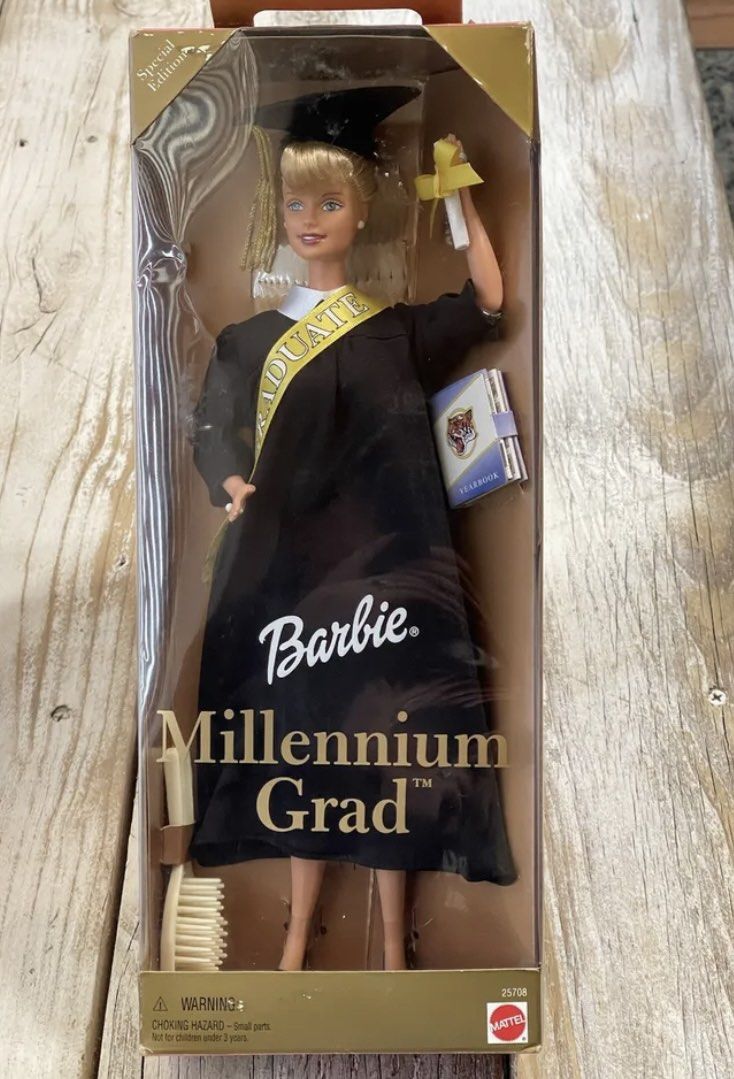 Special
Edition
GRADUATE
YEARBOOK
Barbie®
Millennium
Grad™
25708
⚠ WARNING:
CHOKING HAZARD – Small parts.
Not for children under 3 years.
MATTEL